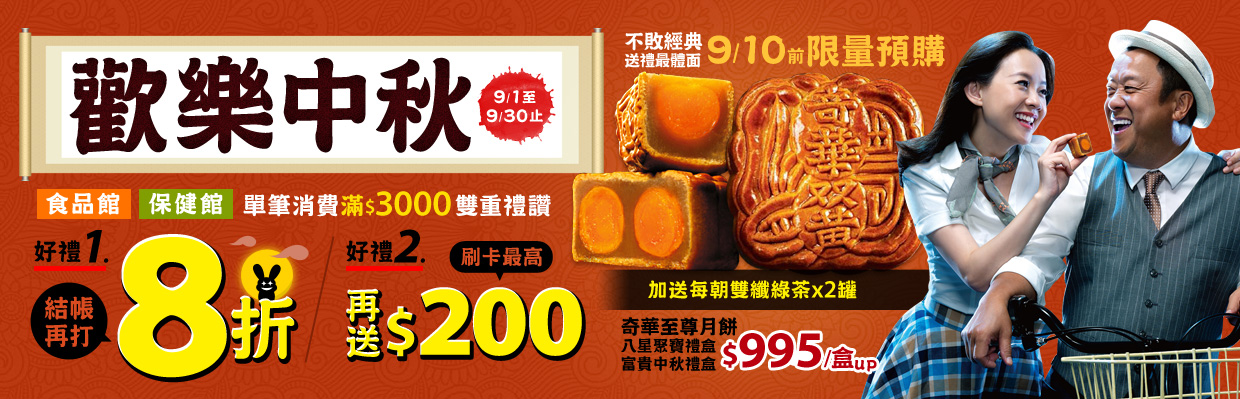 歡樂中秋
9/1至
9/30止
食品館 保健館 單筆消費滿$3000雙重禮讚
好禮1.
結帳
再打
8折
好禮2.
刷卡最高
再送$200
不敗經典
送禮最體面
9/10前限量預購
奇華双黃
加送每朝雙纖綠茶x2罐
奇華至尊月餅
八星聚寶禮盒
富貴中秋禮盒
$995/盒up